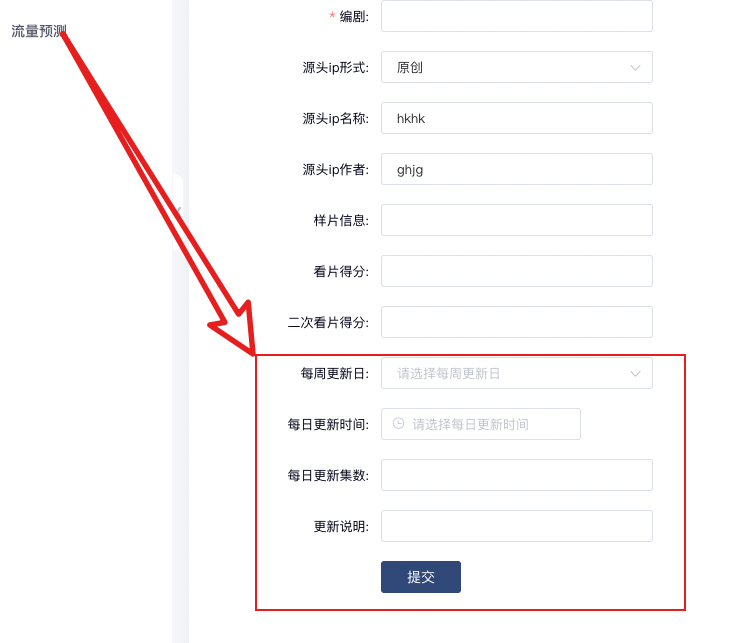 流量预测
* 编剧:
源头ip形式: 原创
源头ip名称: hkhk
源头ip作者: ghjg
样片信息:
看片得分:
二次看片得分:
每周更新日: 请选择每周更新日
每日更新时间: 请选择每日更新时间
每日更新集数:
更新说明:
提交